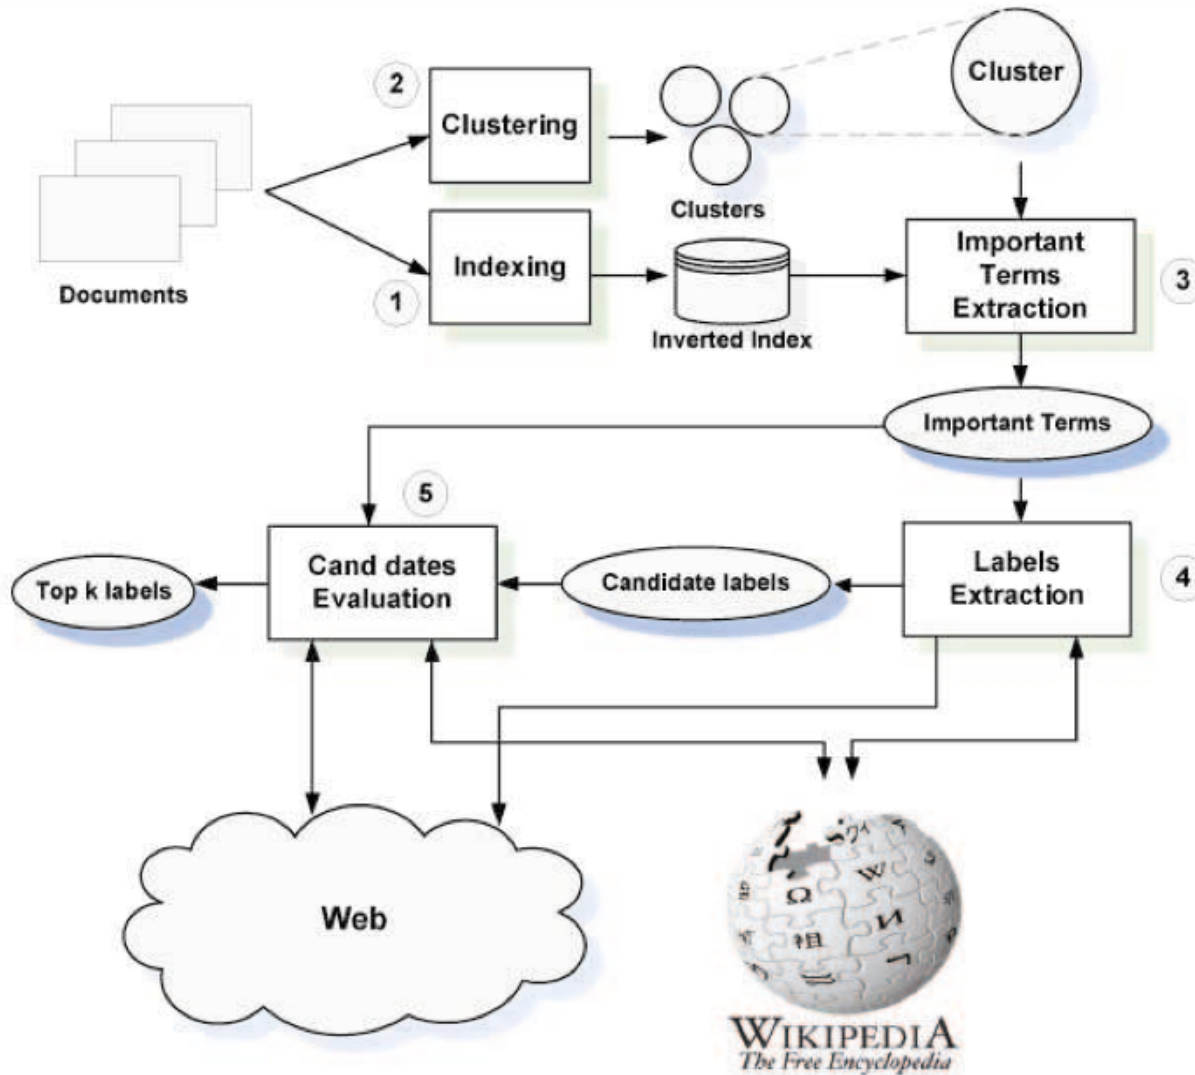 2
Clustering
Cluster
Clusters
Documents
1
Indexing
Inverted Index
Important
Terms
Extraction
3
Important Terms
5
Cand dates
Evaluation
Top k labels
Candidate labels
Labels
Extraction
4
Web
Ω
W
祖
И
WIKIPEDIA
The Free Encyclopedia